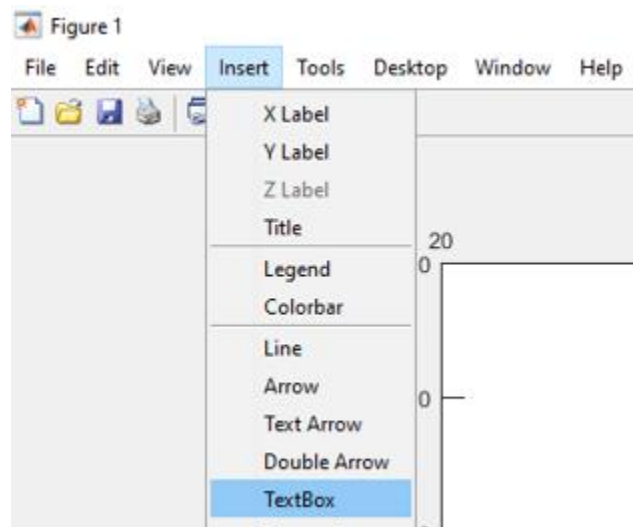 Figure 1
File Edit View Insert Tools Desktop Window Help
X Label
Y Label
Z Label
Title
20
0
Legend
Colorbar
Line
Arrow
0
Text Arrow
Double Arrow
TextBox